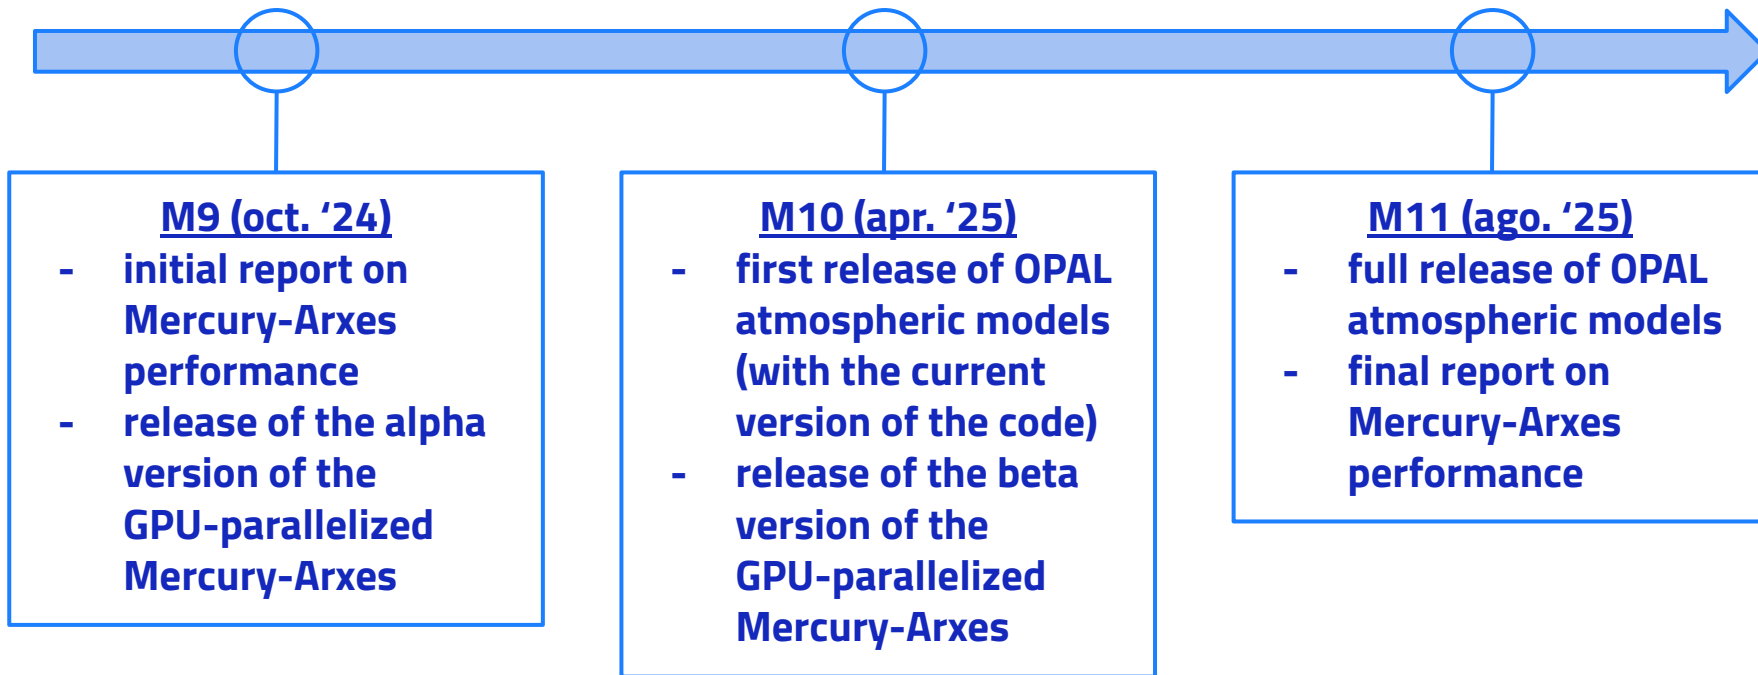 M9 (oct. ‘24)
- initial report on
Mercury-Arxes
performance
- release of the alpha
version of the
GPU-parallelized
Mercury-Arxes
M10 (apr. ‘25)
- first release of OPAL
atmospheric models
(with the current
version of the code)
- release of the beta
version of the
GPU-parallelized
Mercury-Arxes
M11 (ago. ‘25)
- full release of OPAL
atmospheric models
- final report on
Mercury-Arxes
performance